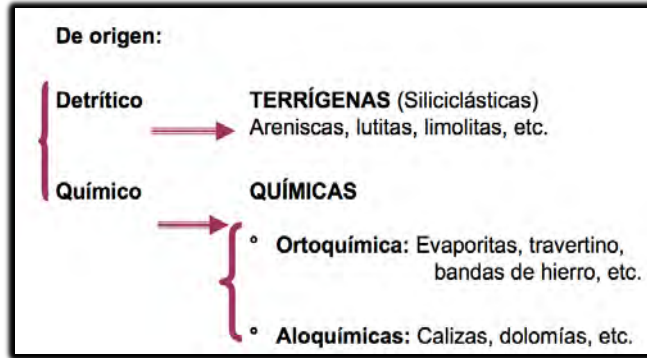 De origen:
Detrítico TERRÍGENAS (Siliciclásticas)
Areniscas, lutitas, limolitas, etc.
Químico QUÍMICAS
° Ortoquímica: Evaporitas, travertino,
bandas de hierro, etc.
° Aloquímicas: Calizas, dolomías, etc.